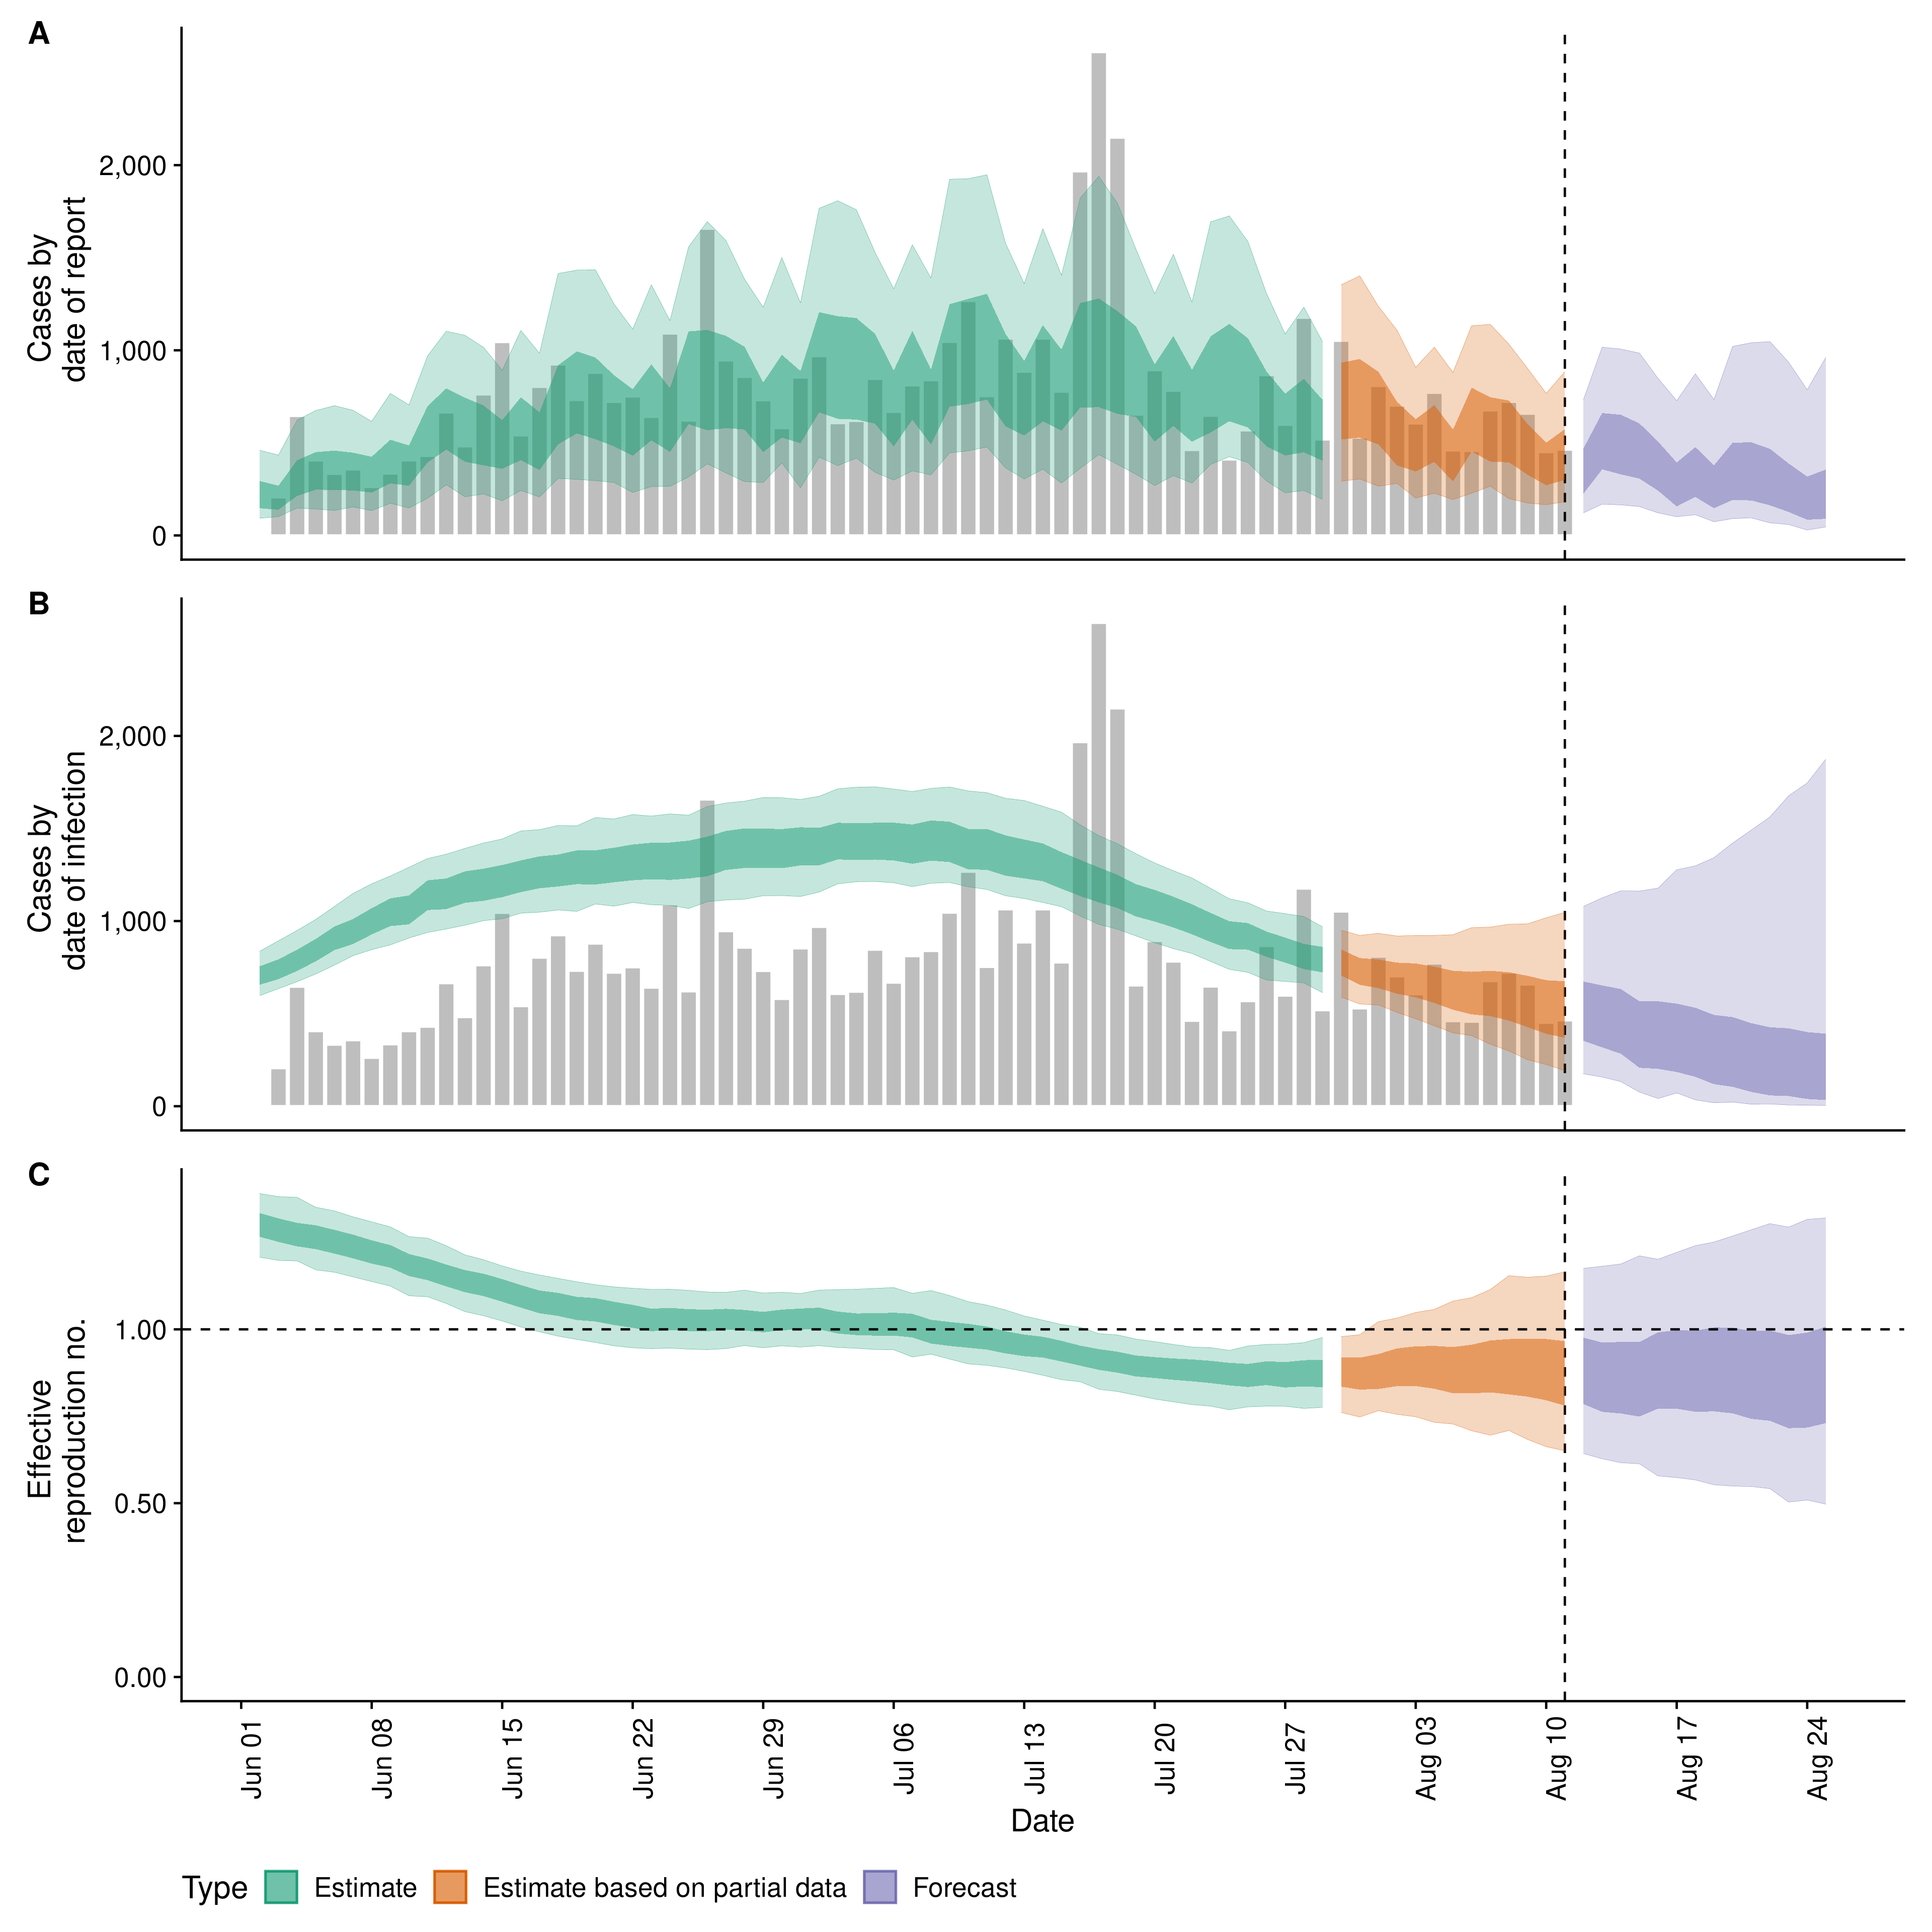 A
Cases by
date of report
2,000
1,000
0
B
Cases by
date of infection
2,000
1,000
0
C
Effective
reproduction no.
1.00
0.50
0.00
Jun 01
Jun 08
Jun 15
Jun 22
Jun 29
Jul 06
Jul 13
Jul 20
Jul 27
Aug 03
Aug 10
Aug 17
Aug 24
Date
Type Estimate Estimate based on partial data Forecast